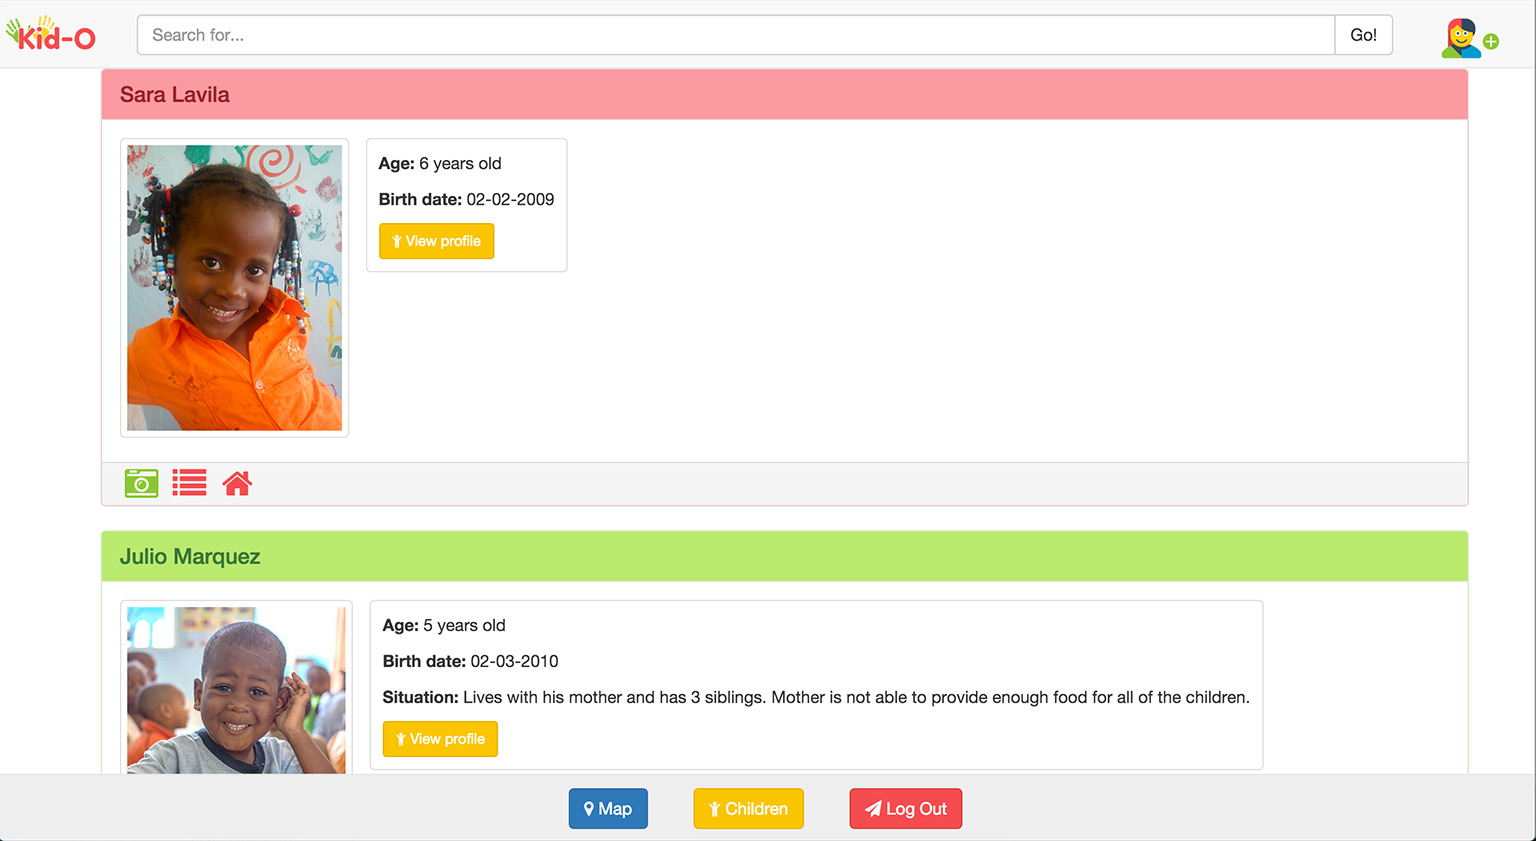 Kid-O
Search for...
Go!
Sara Lavila
Age: 6 years old
Birth date: 02-02-2009
View profile
Julio Marquez
Age: 5 years old
Birth date: 02-03-2010
Situation: Lives with his mother and has 3 siblings. Mother is not able to provide enough food for all of the children.
View profile
Map
Children
Log Out